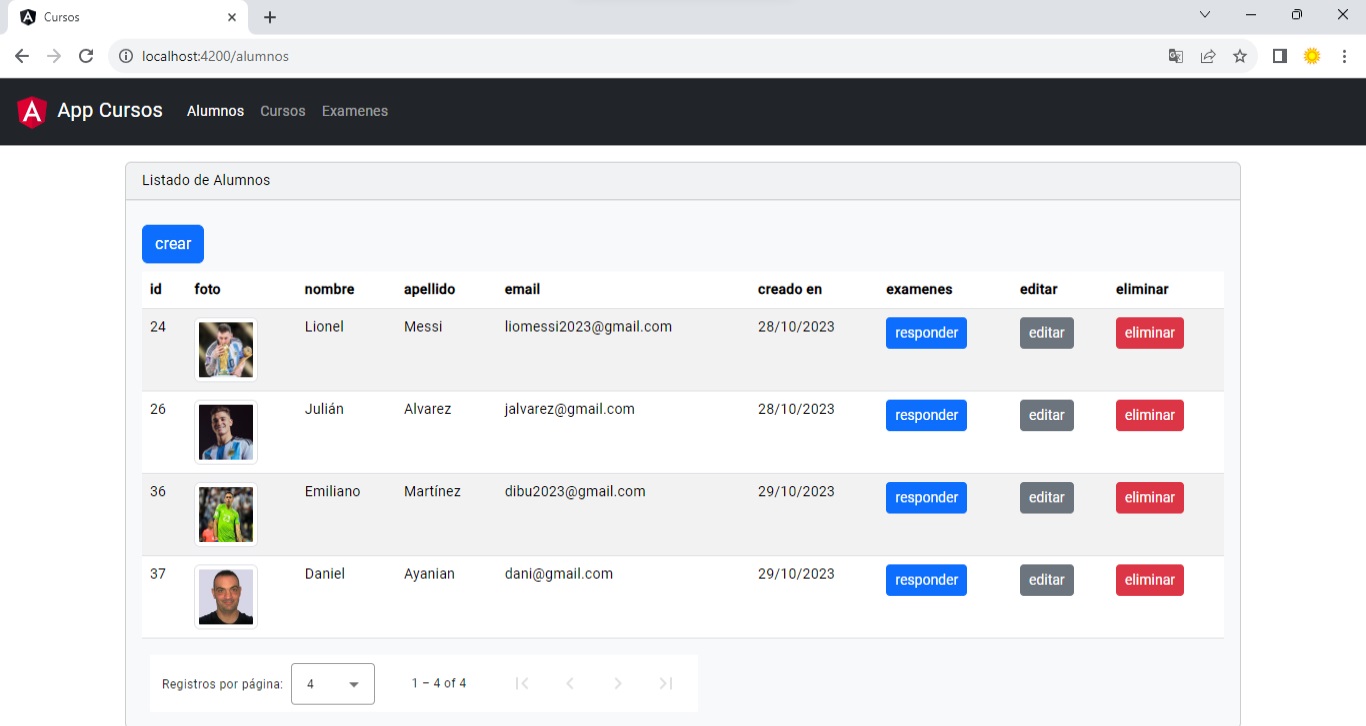 Cursos
localhost:4200/alumnos
App Cursos Alumnos Cursos Examenes
Listado de Alumnos
crear
id foto nombre apellido email creado en examenes editar eliminar
24 Lionel Messi liomessi2023@gmail.com 28/10/2023 responder editar eliminar
26 Julián Alvarez jalvarez@gmail.com 28/10/2023 responder editar eliminar
36 Emiliano Martínez dibu2023@gmail.com 29/10/2023 responder editar eliminar
37 Daniel Ayanian dani@gmail.com 29/10/2023 responder editar eliminar
Registros por página: 4 1 – 4 of 4